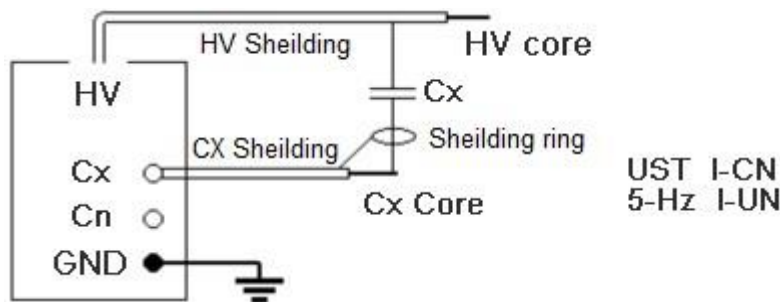 HV Sheilding
HV core
HV
Cx
CX Sheilding
Sheilding ring
Cx
Cx Core
UST I-CN
5-Hz I-UN
Cn
GND